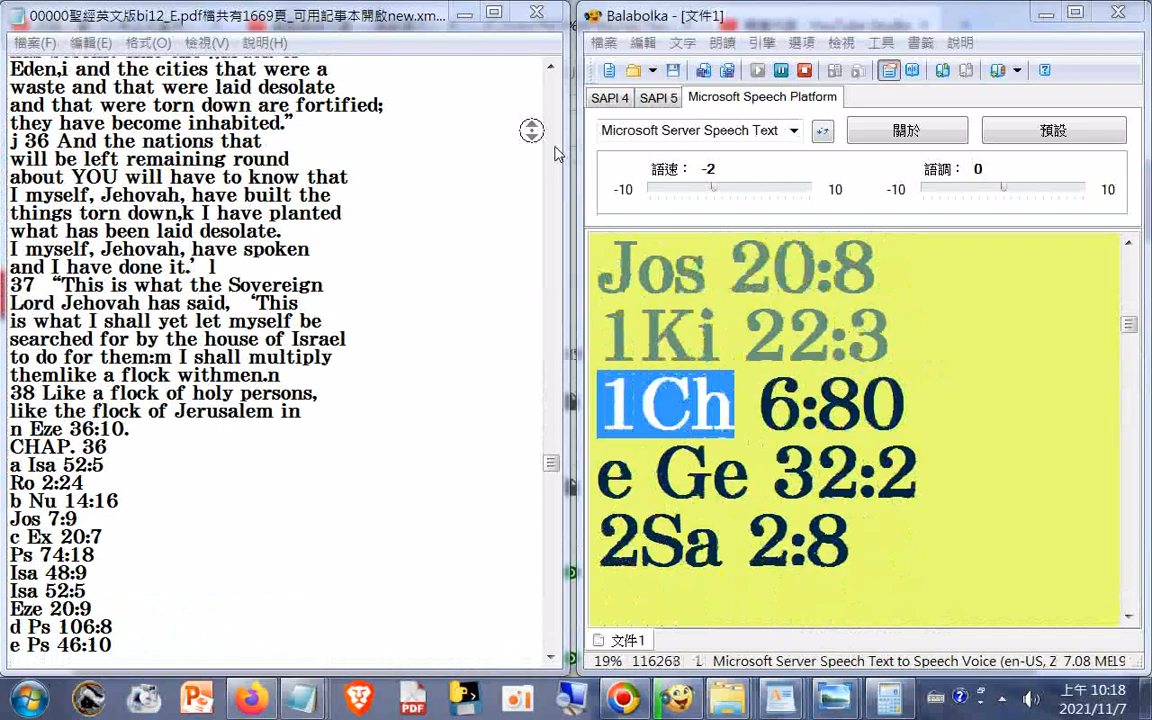 00000聖經英文版bi12_E.pdf檔共有1669頁_可用記事本開啟new.xm...
檔案(F) 編輯(E) 格式(O) 檢視(V) 說明(H)
Eden,i and the cities that were a
waste and that were laid desolate
and that were torn down are fortified;
they have become inhabited.”
j 36 And the nations that
will be left remaining round
about YOU will have to know that
I myself, Jehovah, have built the
things torn down,k I have planted
what has been laid desolate.
I myself, Jehovah, have spoken
and I have done it.’ l
37 “This is what the Sovereign
Lord Jehovah has said, ‘This
is what I shall yet let myself be
searched for by the house of Israel
to do for them:m I shall multiply
themlike a flock withmen.n
38 Like a flock of holy persons,
like the flock of Jerusalem in
n Eze 36:10.
CHAP. 36
a Isa 52:5
Ro 2:24
b Nu 14:16
Jos 7:9
c Ex 20:7
Ps 74:18
Isa 48:9
Isa 52:5
Eze 20:9
d Ps 106:8
e Ps 46:10
Balabolka - [文件1]
檔案 編輯 文字 朗讀 引擎 選項 檢視 工具 書籤 說明
SAPI 4 SAPI 5 Microsoft Speech Platform
Microsoft Server Speech Text 關於 預設
語速: -2 語調: 0
-10 10 -10 10
Jos 20:8
1Ki 22:3
1Ch 6:80
e Ge 32:2
2Sa 2:8
文件1
19% 116268 1 Microsoft Server Speech Text to Speech Voice (en-US, Z 7.08 ME 19
上午 10:18
2021/11/7